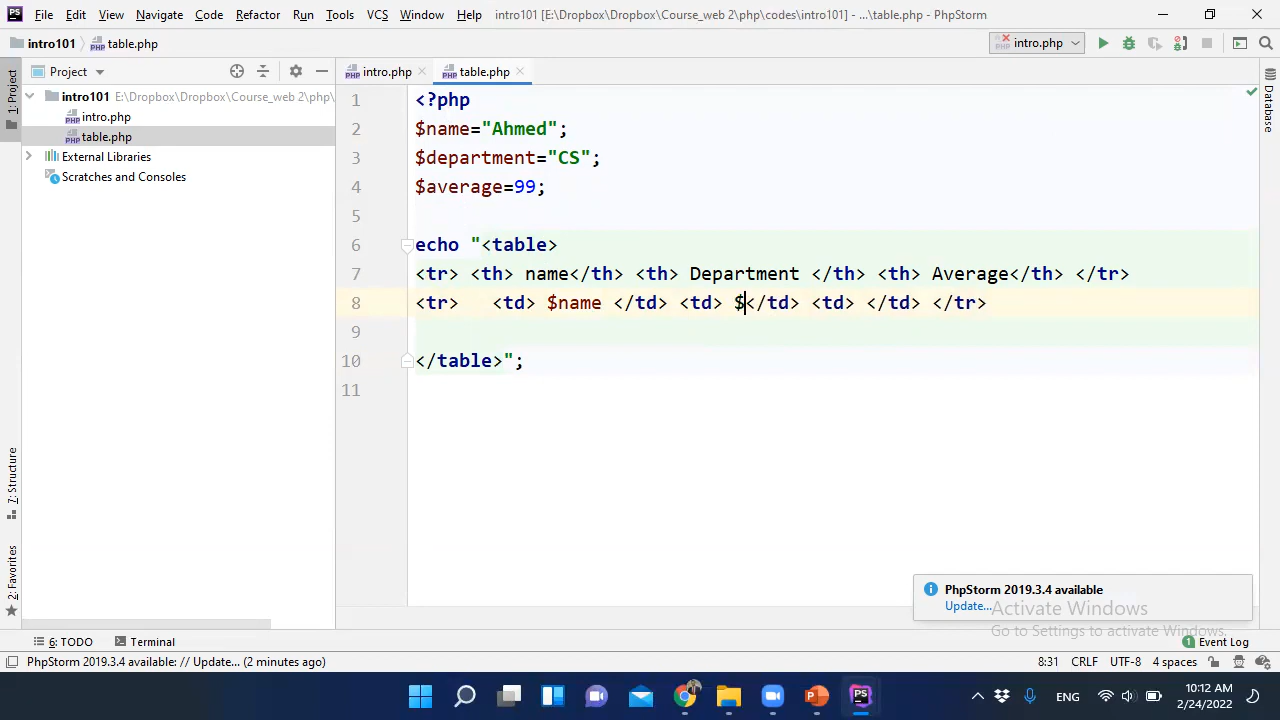 PS File Edit View Navigate Code Refactor Run Tools VCS Window Help intro101 [E:\Dropbox\Dropbox\Course_web 2\php\codes\intro101] - ...\table.php - PhpStorm
intro101 table.php intro.php
Project intro.php table.php
1: Project
Database
intro101 E:\Dropbox\Dropbox\Course_web 2\php\
intro.php
table.php
External Libraries
Scratches and Consoles
1 <?php
2 $name="Ahmed";
3 $department="CS";
4 $average=99;
5
6 echo "<table>
7 <tr> <th> name</th> <th> Department </th> <th> Average</th> </tr>
8 <tr>   <td> $name </td> <td> $</td> <td> </td> </tr>
9
10 </table>";
11
7: Structure
2: Favorites
PhpStorm 2019.3.4 available
Update...
Activate Windows
Go to Settings to activate Windows.
6: TODO Terminal 1 Event Log
PhpStorm 2019.3.4 available: // Update... (2 minutes ago) 8:31 CRLF UTF-8 4 spaces
ENG 10:12 AM
2/24/2022